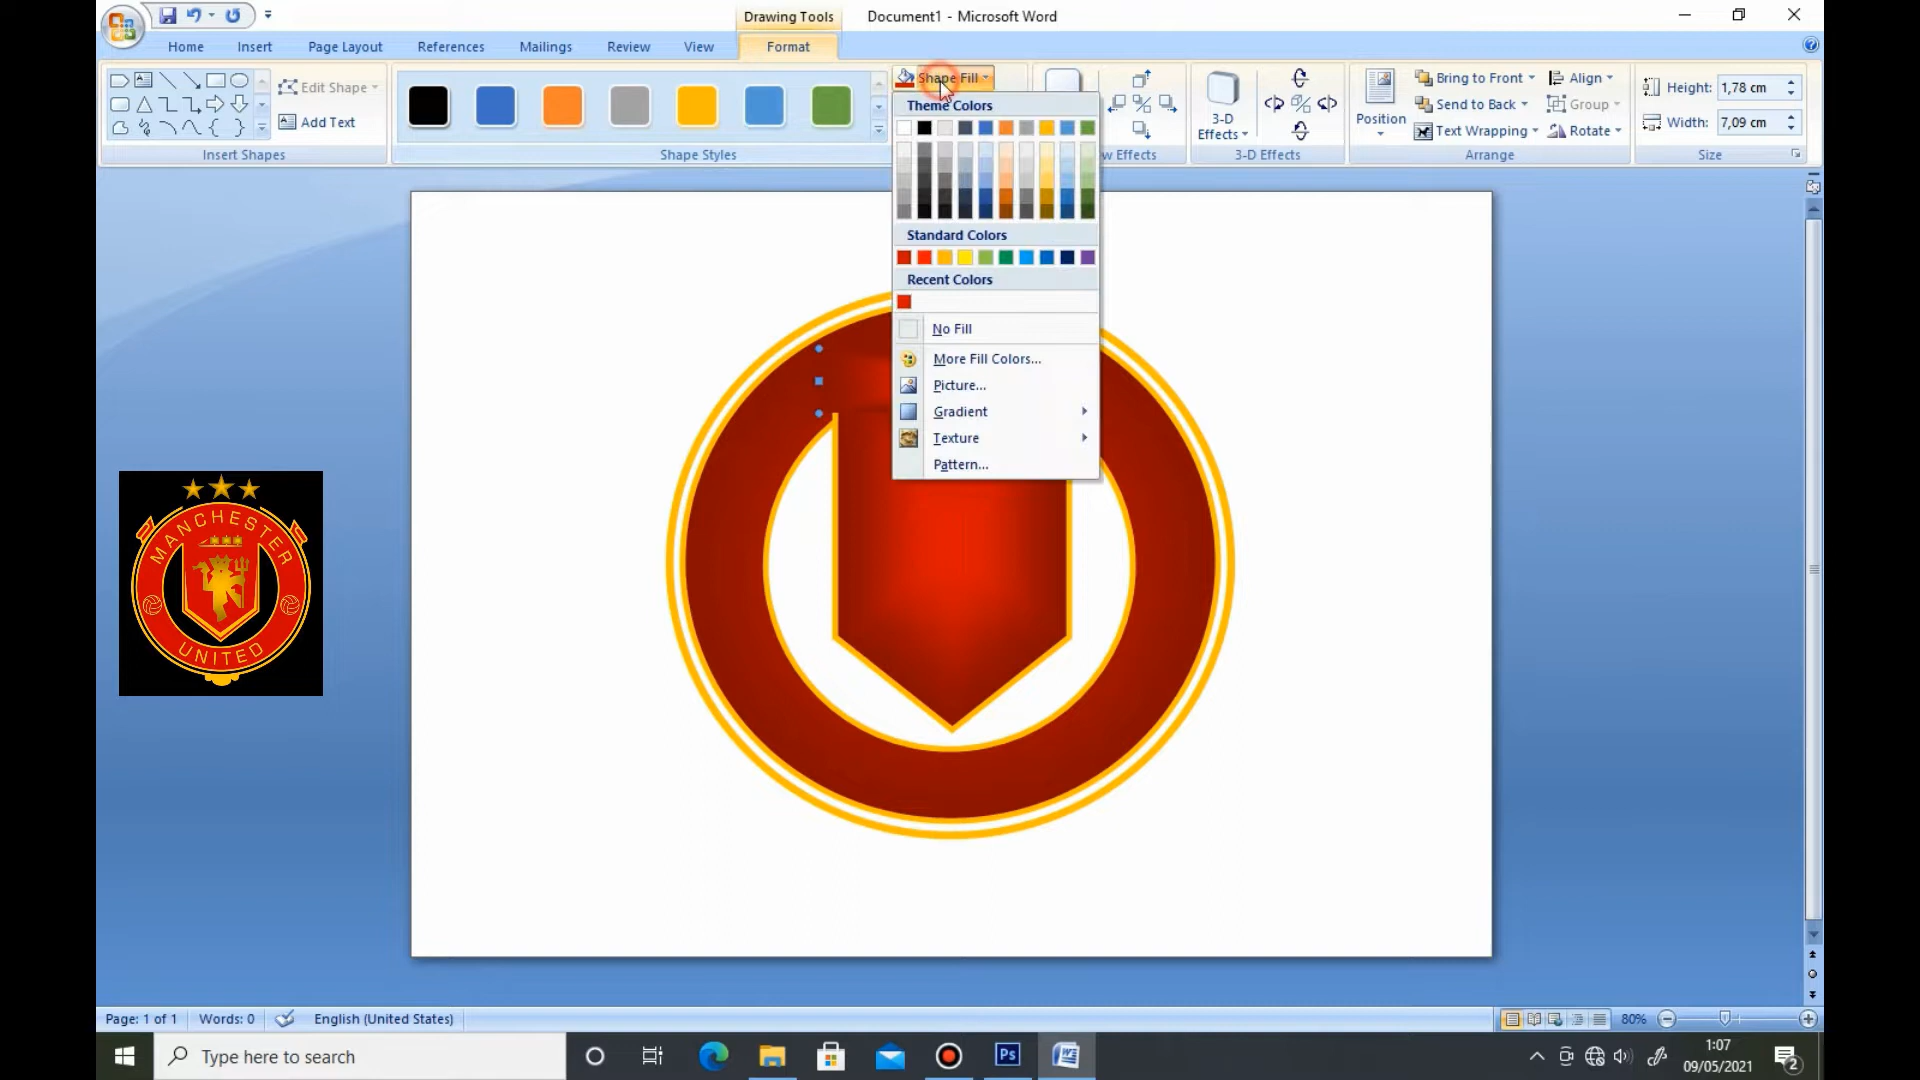 Drawing Tools
Document1 - Microsoft Word
Home Insert Page Layout References Mailings Review View Format
Edit Shape
Add Text
Insert Shapes
Shape Styles
Shape Fill
w Effects
3-D
Effects
3-D Effects
Position
Bring to Front
Send to Back
Text Wrapping
Align
Group
Rotate
Arrange
Height: 1,78 cm
Width: 7,09 cm
Size
Theme Colors
Standard Colors
Recent Colors
No Fill
More Fill Colors...
Picture...
Gradient
Texture
Pattern...
MANCHESTER
UNITED
Page: 1 of 1 Words: 0 English (United States)
80%
Type here to search
Ps
W
1:07
09/05/2021
2